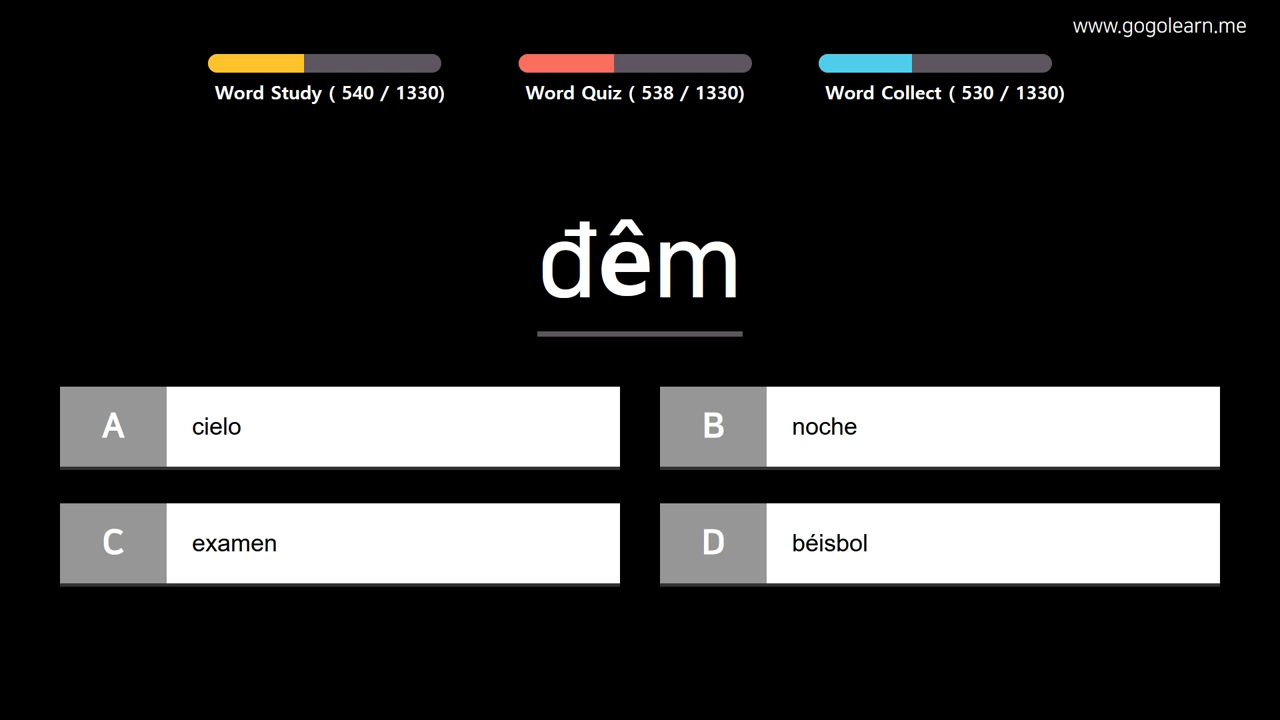 www.gogolearn.me
Word Study ( 540 / 1330)
Word Quiz ( 538 / 1330)
Word Collect ( 530 / 1330)
đêm
A cielo
B noche
C examen
D béisbol